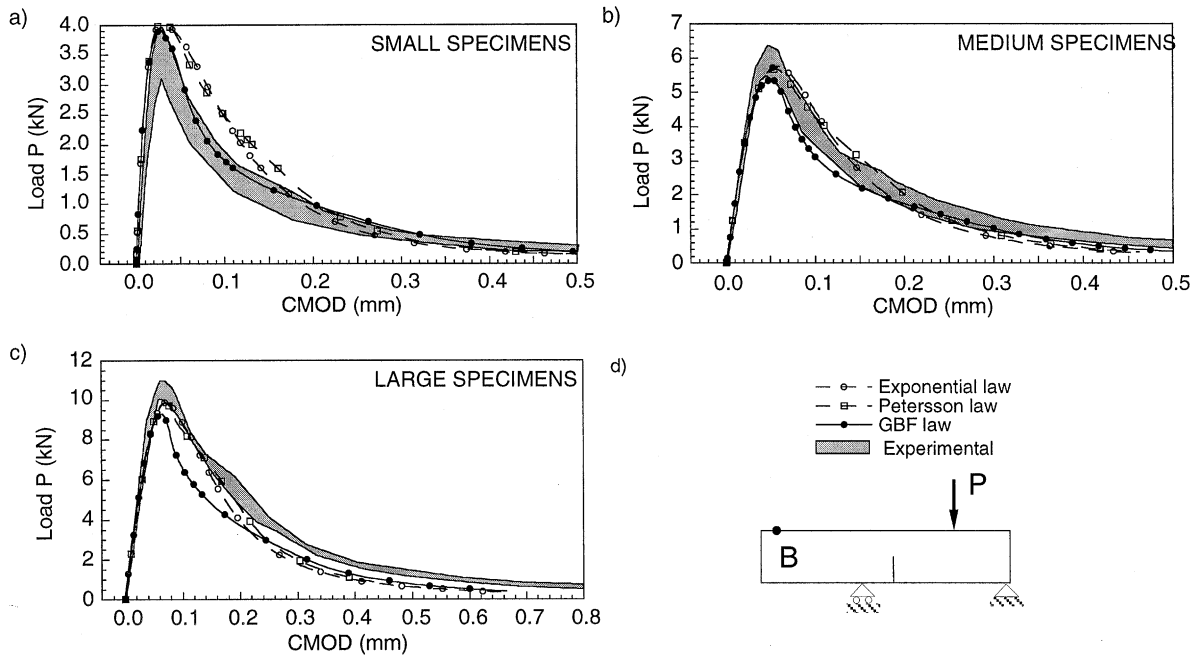 a)
SMALL SPECIMENS
Load P (kN)
4.0
3.5
3.0
2.5
2.0
1.5
1.0
0.5
0.0
0.0 0.1 0.2 0.3 0.4 0.5
CMOD (mm)
b)
MEDIUM SPECIMENS
Load P (kN)
7
6
5
4
3
2
1
0
0.0 0.1 0.2 0.3 0.4 0.5
CMOD (mm)
c)
LARGE SPECIMENS
Load P (kN)
12
10
8
6
4
2
0
0.0 0.1 0.2 0.3 0.4 0.5 0.6 0.7 0.8
CMOD (mm)
d)
Exponential law
Petersson law
GBF law
Experimental
P
B